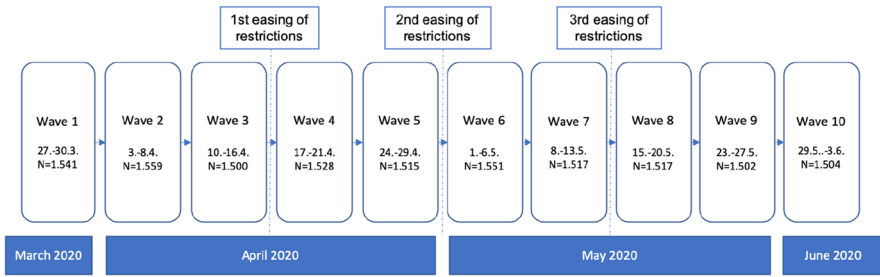 1st easing of
restrictions
2nd easing of
restrictions
3rd easing of
restrictions
Wave 1
27.-30.3.
N=1.541
Wave 2
3.-8.4.
N=1.559
Wave 3
10.-16.4.
N=1.500
Wave 4
17.-21.4.
N=1.528
Wave 5
24.-29.4.
N=1.515
Wave 6
1.-6.5.
N=1.551
Wave 7
8.-13.5.
N=1.517
Wave 8
15.-20.5.
N=1.517
Wave 9
23.-27.5.
N=1.502
Wave 10
29.5..-3.6.
N=1.504
March 2020
April 2020
May 2020
June 2020